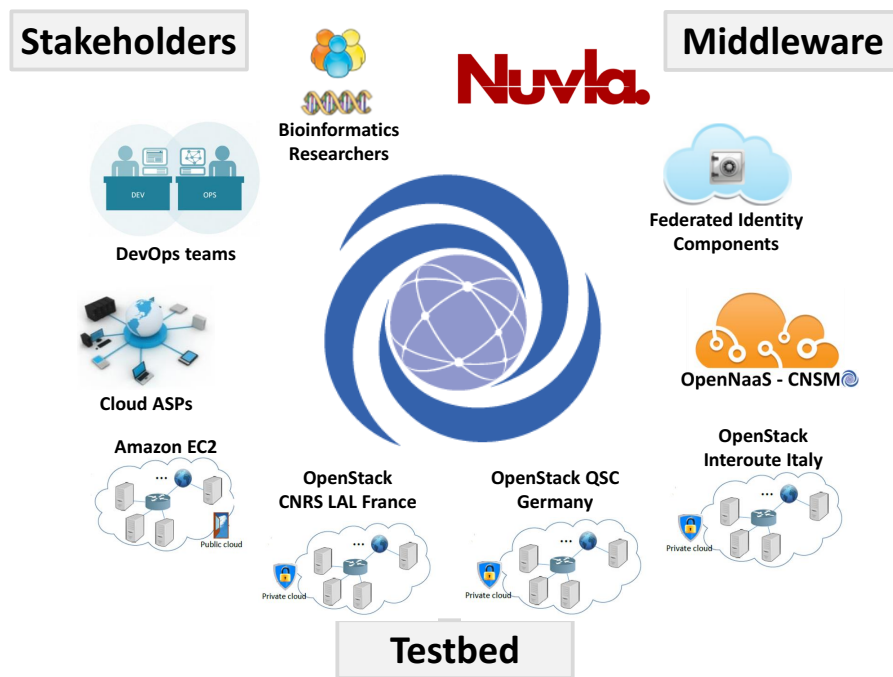 Stakeholders
Middleware
Nuvla.
Bioinformatics
Researchers
DEV
OPS
DevOps teams
Federated Identity
Components
Cloud ASPs
OpenNaaS - CNSM
Amazon EC2
...
Public cloud
OpenStack
CNRS LAL France
...
Private cloud
OpenStack QSC
Germany
...
Private cloud
OpenStack
Interoute Italy
...
Private cloud
Testbed